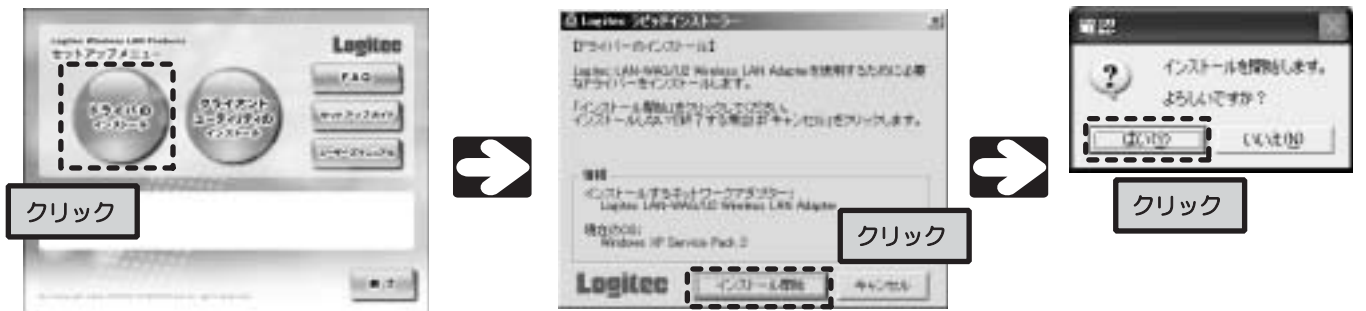 Logitec Wireless LAN Products
セットアップメニュー
Logitec
ドライバの
インストール
クライアント
ユーティリティの
インストール
F A Q
セットアップガイド
ユーザーズマニュアル
終 了
クリック
Logitec ラピッドインストーラー
【ドライバーのインストール】
Logitec LAN-WAG/U2 Wireless LAN Adapterを使用するために必要
なドライバーをインストールします。
「インストール開始」をクリックしてください。
インストールしないで終了する場合は「キャンセル」をクリックします。
情報
インストールするネットワークアダプター:
Logitec LAN-WAG/U2 Wireless LAN Adapter
現在のOS:
Windows XP Service Pack 2
クリック
Logitec
インストール開始
キャンセル
確認
インストールを開始します。
よろしいですか?
はい(Y)
いいえ(N)
クリック